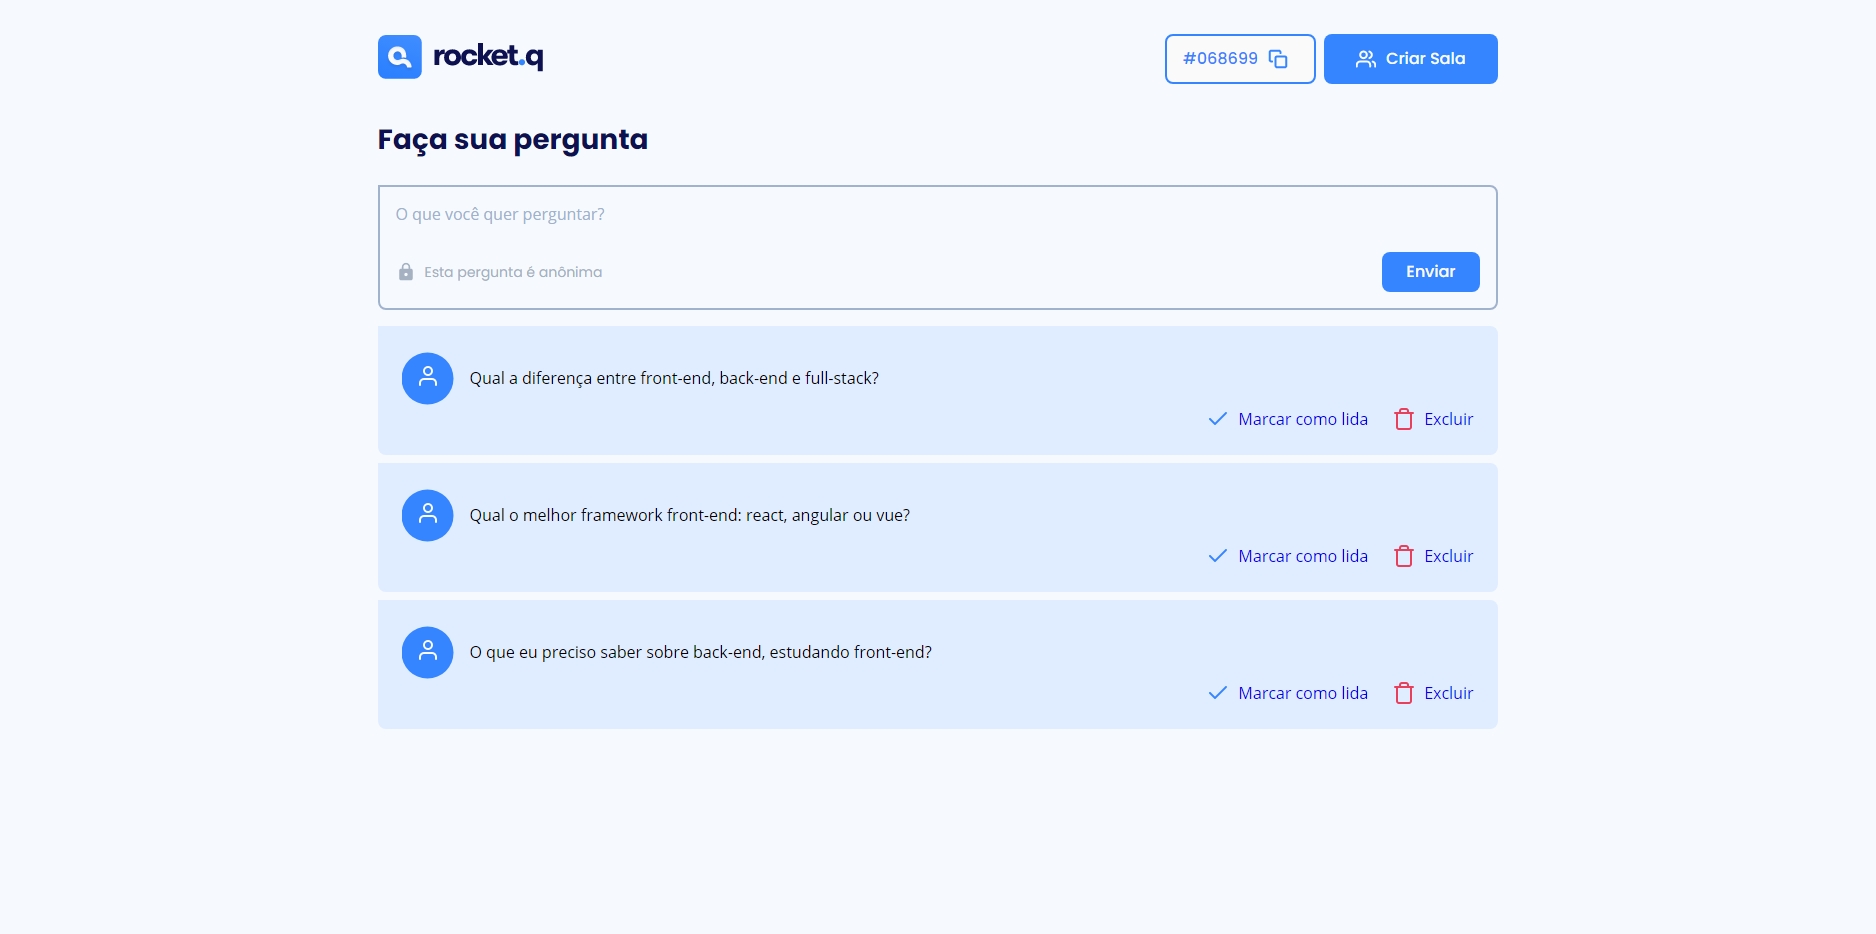 rocket.q
#068699
Criar Sala
Faça sua pergunta
O que você quer perguntar?
Esta pergunta é anônima
Enviar
Qual a diferença entre front-end, back-end e full-stack?
Marcar como lida
Excluir
Qual o melhor framework front-end: react, angular ou vue?
Marcar como lida
Excluir
O que eu preciso saber sobre back-end, estudando front-end?
Marcar como lida
Excluir